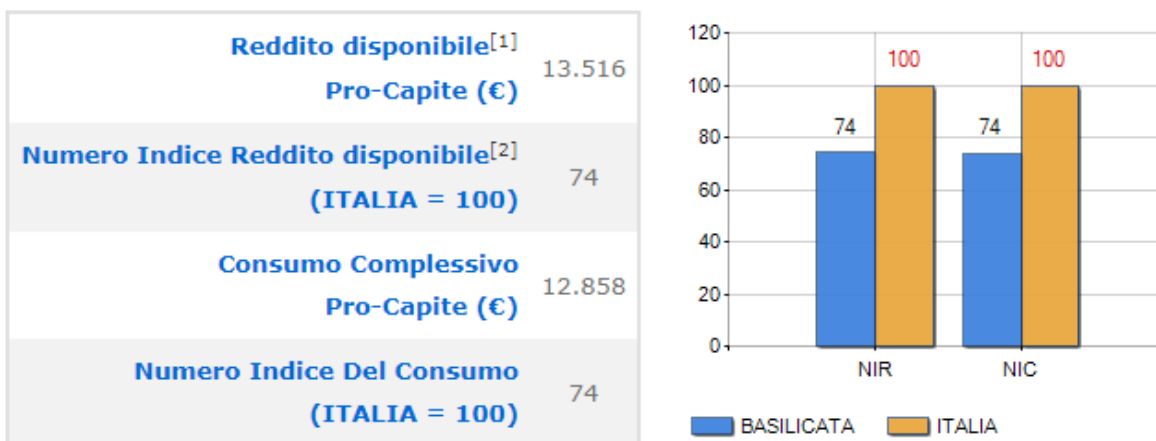 Reddito disponibile[1]
Pro-Capite (€)
13.516
Numero Indice Reddito disponibile[2]
(ITALIA = 100)
74
Consumo Complessivo
Pro-Capite (€)
12.858
Numero Indice Del Consumo
(ITALIA = 100)
74
120
100
80
60
40
20
0
74
100
74
100
NIR
NIC
BASILICATA
ITALIA